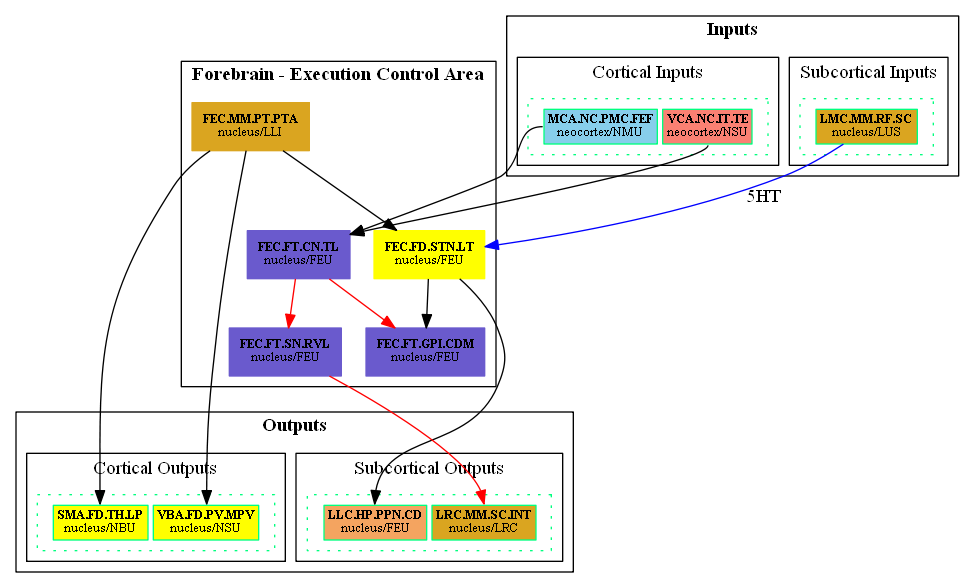 Inputs
Cortical Inputs
Subcortical Inputs
MCA.NC.PMC.FEF
neocortex/NMU
VCA.NC.IT.TE
neocortex/NSU
LMC.MM.RF.SC
nucleus/LUS
Forebrain - Execution Control Area
FEC.MM.PT.PTA
nucleus/LLI
5HT
FEC.FT.CN.TL
nucleus/FEU
FEC.FD.STN.LT
nucleus/FEU
FEC.FT.SN.RVL
nucleus/FEU
FEC.FT.GPI.CDM
nucleus/FEU
Outputs
Cortical Outputs
Subcortical Outputs
SMA.FD.TH.LP
nucleus/NBU
VBA.FD.PV.MPV
nucleus/NSU
LLC.HP.PPN.CD
nucleus/FEU
LRC.MM.SC.INT
nucleus/LRC